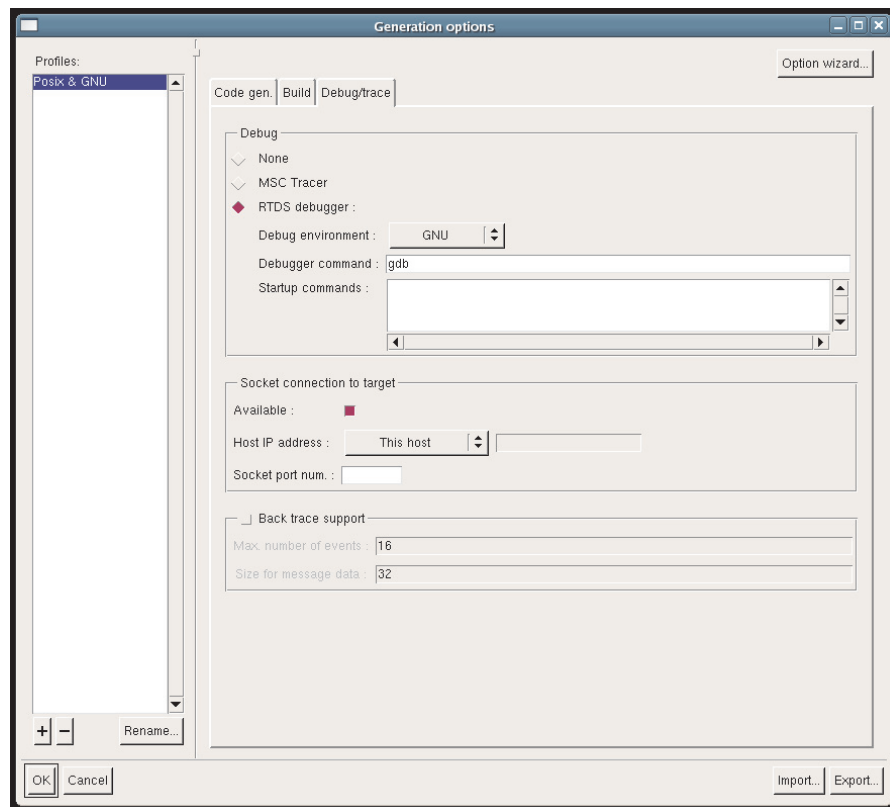 Generation options
Profiles:
Posix & GNU
Option wizard...
Code gen. Build Debug/trace
Debug
None
MSC Tracer
RTDS debugger :
Debug environment : GNU
Debugger command : gdb
Startup commands :
Socket connection to target
Available :
Host IP address : This host
Socket port num. :
Back trace support
Max. number of events : 16
Size for message data : 32
+ − Rename...
OK Cancel Import... Export...